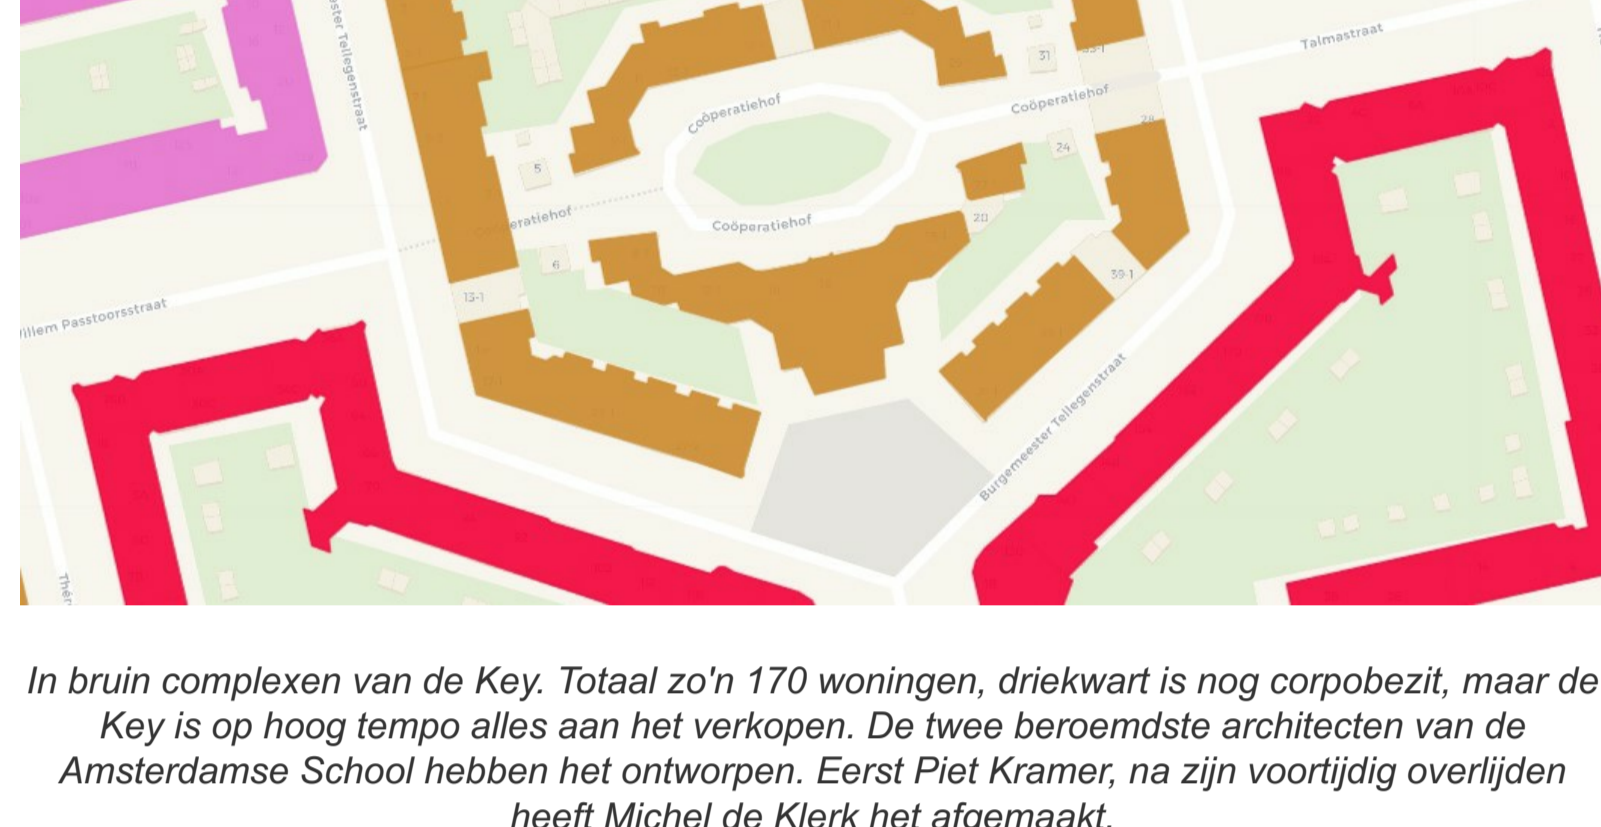 Talmastraat
ster Tellegenstraat
31
Coöperatiehof
Coöperatiehof
28
24
5
eratiehof
Coöperatiehof
20
6
39-1
13-1
illem Passtoorsstraat
Burgemeester Tellegenstraat
Thér
In bruin complexen van de Key. Totaal zo'n 170 woningen, driekwart is nog corpobezit, maar de
Key is op hoog tempo alles aan het verkopen. De twee beroemdste architecten van de
Amsterdamse School hebben het ontworpen. Eerst Piet Kramer, na zijn voortijdig overlijden
heeft Michel de Klerk het afgemaakt.